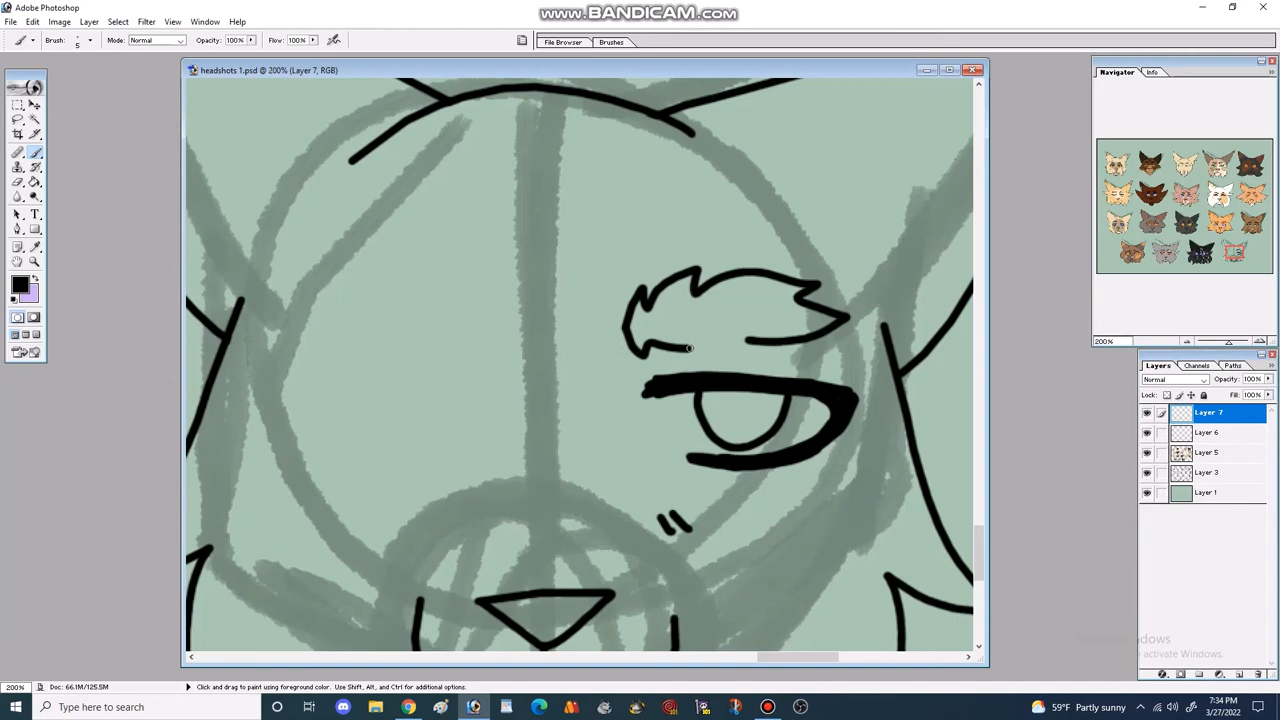 Adobe Photoshop
www.BANDICAM.com
File Edit Image Layer Select Filter View Window Help
Brush: 5 Mode: Normal Opacity: 100% Flow: 100% File Browser Brushes
headshots 1.psd @ 200% (Layer 7, RGB)
Navigator Info
200%
Layers Channels Paths
Normal Opacity: 100%
Lock: Fill: 100%
Layer 7
Layer 6
Layer 5
Layer 3
Layer 1
200% Doc: 66.1M/125.5M Click and drag to paint using foreground color. Use Shift, Alt, and Ctrl for additional options.
Type here to search
59°F Partly sunny
7:34 PM
3/27/2022